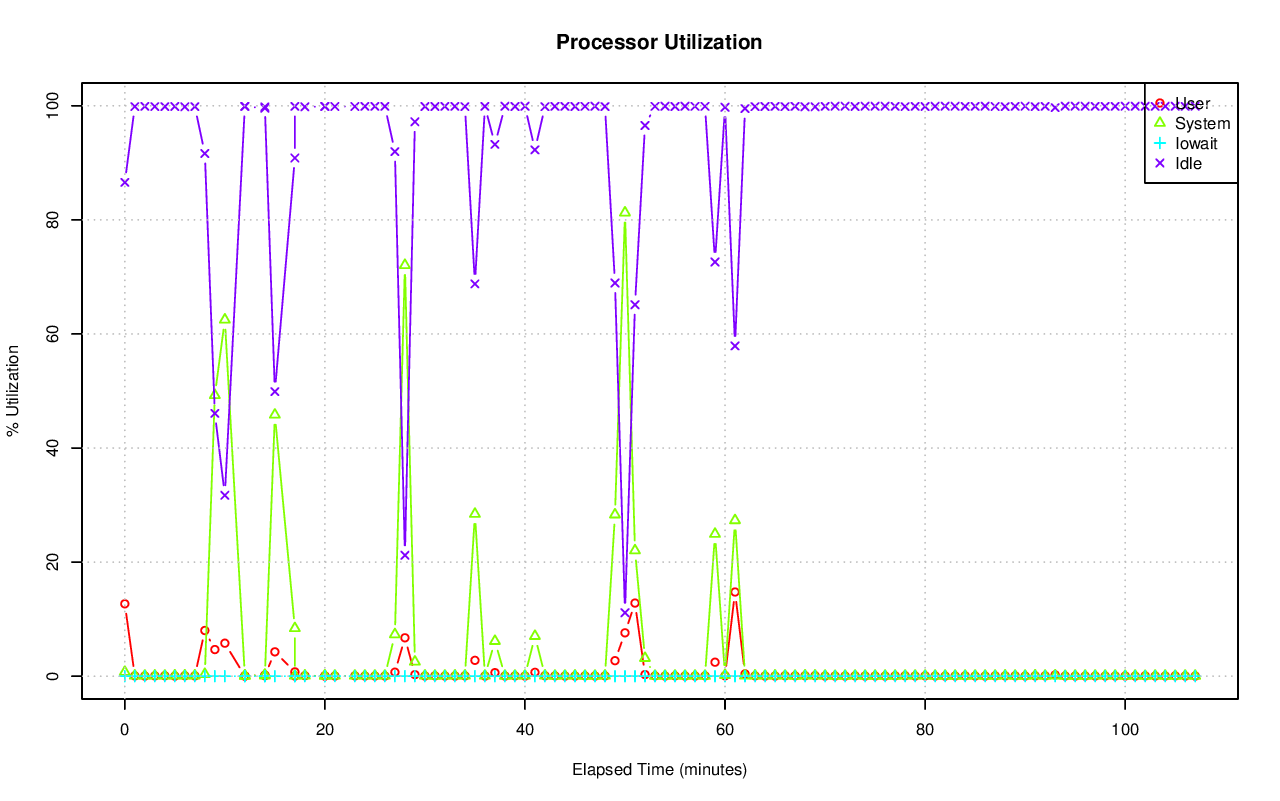 Processor Utilization
% Utilization
100
80
60
40
20
0
User
System
Iowait
Idle
0 20 40 60 80 100
Elapsed Time (minutes)